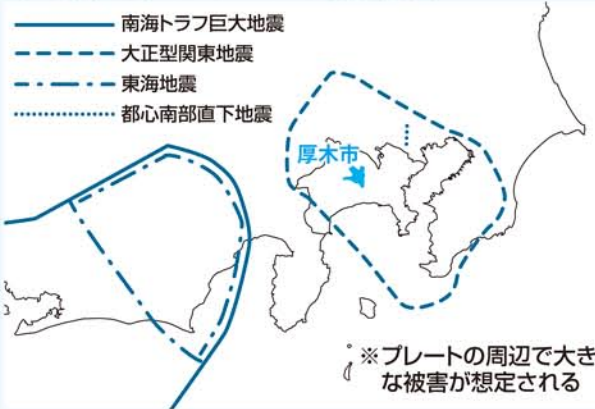 南海トラフ巨大地震
大正型関東地震
東海地震
都心南部直下地震
厚木市
※プレートの周辺で大き
な被害が想定される